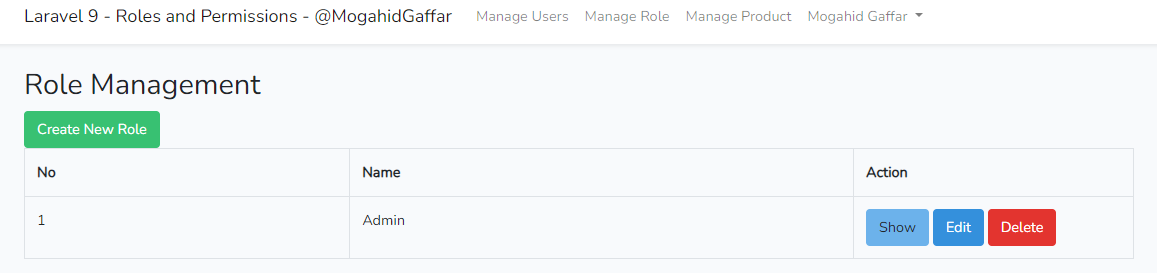 Laravel 9 - Roles and Permissions - @MogahidGaffar Manage Users Manage Role Manage Product Mogahid Gaffar
Role Management
Create New Role
No Name Action
1 Admin Show Edit Delete